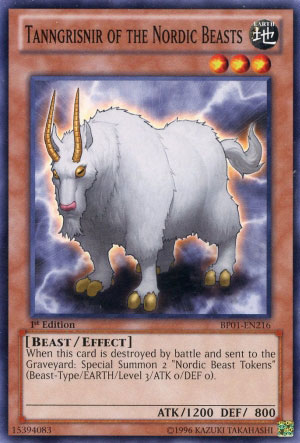 TANNGRISNIR OF THE NORDIC BEASTS
EARTH
地
1st Edition
BP01-EN216
[BEAST/EFFECT]
When this card is destroyed by battle and sent to the
Graveyard: Special Summon 2 "Nordic Beast Tokens"
(Beast-Type/EARTH/Level 3/ATK 0/DEF 0).
ATK/1200 DEF/ 800
15394083
©1996 KAZUKI TAKAHASHI